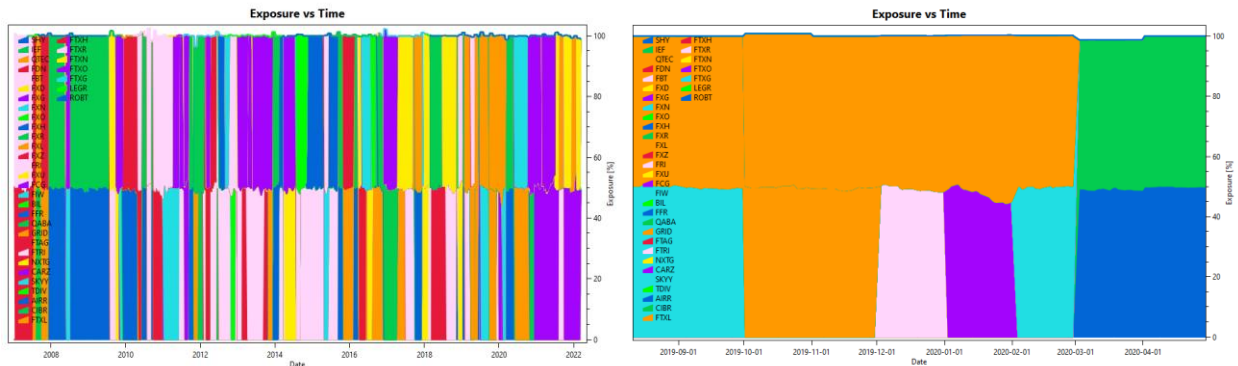 Exposure vs Time
SHY FTXH
IEF FTXR
QTEC FTXN
FDN FTXO
FBT FTXG
FXD LEGR
FXG ROBT
FXN
FXO
FXH
FXR
FXL
FXZ
FRI
FXU
FCG
FIW
BIL
FFR
QABA
GRID
FTAG
FTRI
NXTG
CARZ
SKYY
TDIV
AIRR
CIBR
FTXL
100
80
60
40
20
0
Exposure [%]
2008 2010 2012 2014 2016 2018 2020 2022
Date
Exposure vs Time
SHY FTXH
IEF FTXR
QTEC FTXN
FDN FTXO
FBT FTXG
FXD LEGR
FXG ROBT
FXN
FXO
FXH
FXR
FXL
FXZ
FRI
FXU
FCG
FIW
BIL
FFR
QABA
GRID
FTAG
FTRI
NXTG
CARZ
SKYY
TDIV
AIRR
CIBR
FTXL
100
80
60
40
20
0
Exposure [%]
2019-09-01 2019-10-01 2019-11-01 2019-12-01 2020-01-01 2020-02-01 2020-03-01 2020-04-01
Date